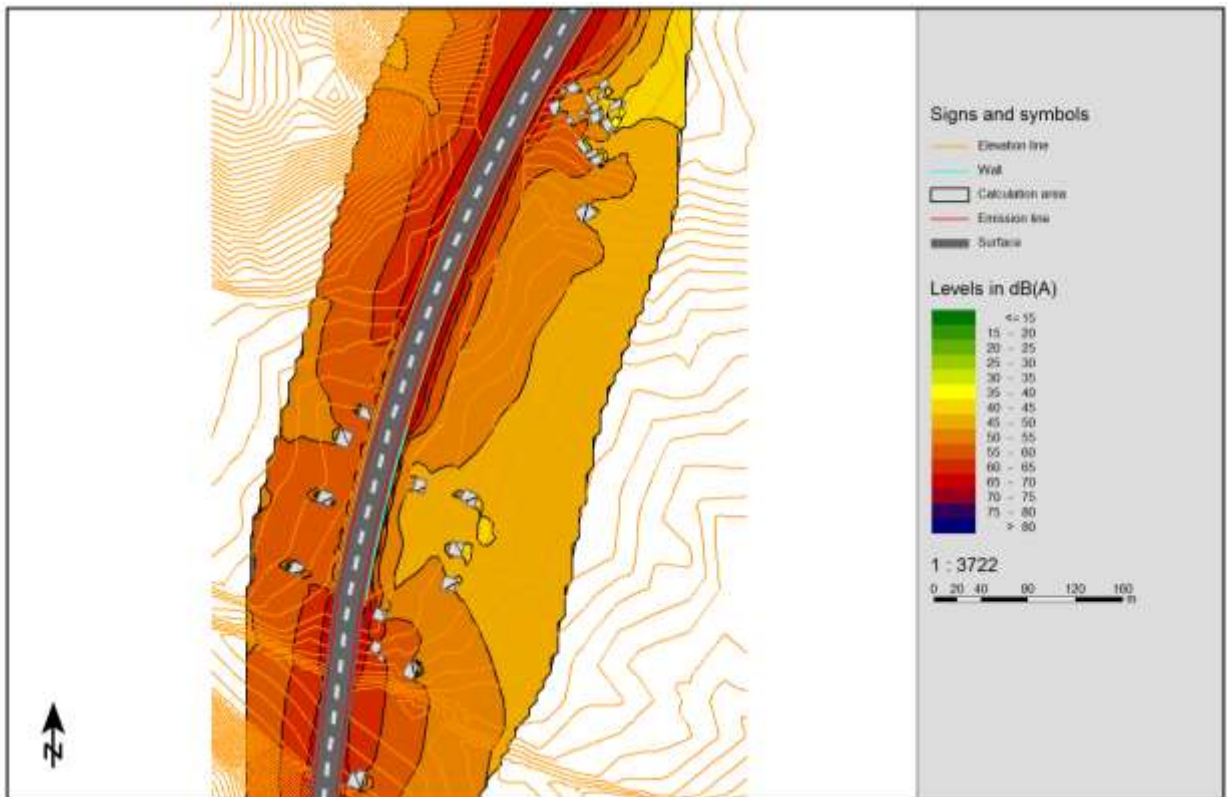 Signs and symbols
Elevation line
Wall
Calculation area
Emission line
Surface
Levels in dB(A)
<= 15
15 - 20
20 - 25
25 - 30
30 - 35
35 - 40
40 - 45
45 - 50
50 - 55
55 - 60
60 - 65
65 - 70
70 - 75
75 - 80
> 80
1 : 3722
0 20 40 80 120 160
m
N